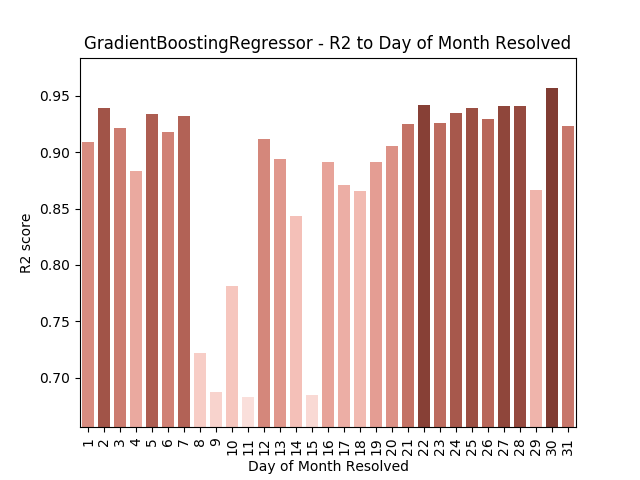 GradientBoostingRegressor - R2 to Day of Month Resolved
0.95
0.90
0.85
0.80
0.75
0.70
R2 score
1 2 3 4 5 6 7 8 9 10 11 12 13 14 15 16 17 18 19 20 21 22 23 24 25 26 27 28 29 30 31
Day of Month Resolved